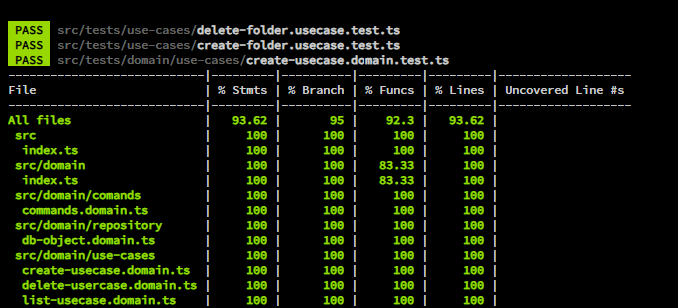 PASS src/tests/use-cases/delete-folder.usecase.test.ts
PASS src/tests/use-cases/create-folder.usecase.test.ts
PASS src/tests/domain/use-cases/create-usecase.domain.test.ts
----------------------------|---------|----------|---------|---------|-------------------
File | % Stmts | % Branch | % Funcs | % Lines | Uncovered Line #s
----------------------------|---------|----------|---------|---------|-------------------
All files | 93.62 | 95 | 92.3 | 93.62 |
src | 100 | 100 | 100 | 100 |
index.ts | 100 | 100 | 100 | 100 |
src/domain | 100 | 100 | 83.33 | 100 |
index.ts | 100 | 100 | 83.33 | 100 |
src/domain/comands | 100 | 100 | 100 | 100 |
commands.domain.ts | 100 | 100 | 100 | 100 |
src/domain/repository | 100 | 100 | 100 | 100 |
db-object.domain.ts | 100 | 100 | 100 | 100 |
src/domain/use-cases | 100 | 100 | 100 | 100 |
create-usecase.domain.ts | 100 | 100 | 100 | 100 |
delete-usercase.domain.ts | 100 | 100 | 100 | 100 |
list-usecase.domain.ts | 100 | 100 | 100 | 100 |